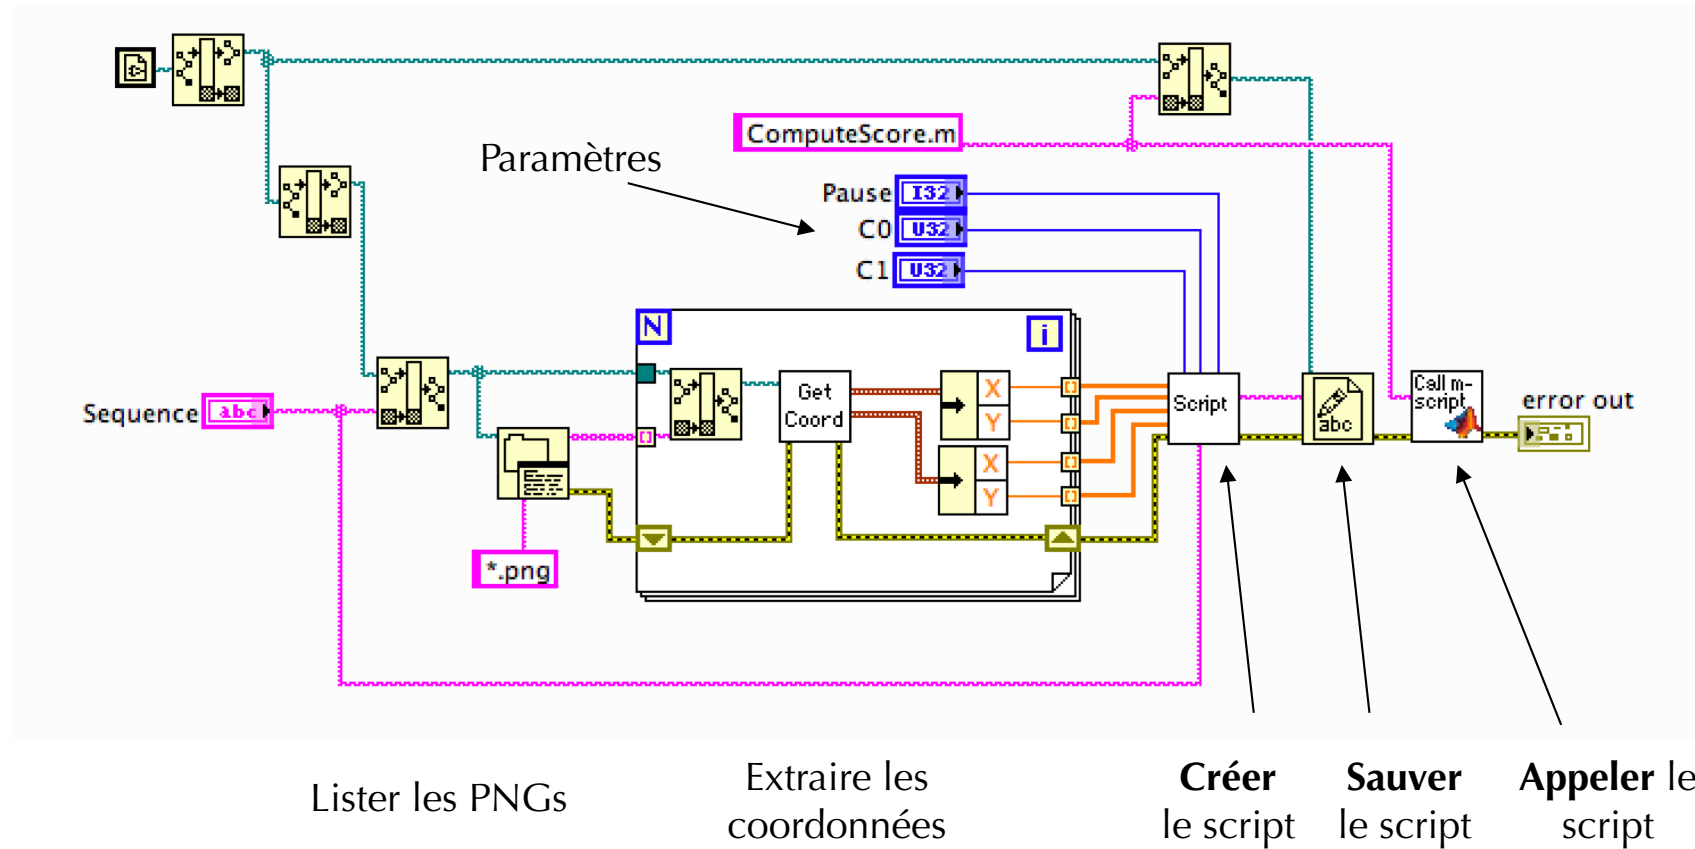 ComputeScore.m
Paramètres
Pause I32
C0 U32
C1 U32
N
i
Sequence abc
Get
Coord
X
Y
X
Y
Script
abc
Call m-
script
error out
*.png
Lister les PNGs
Extraire les
coordonnées
Créer
le script
Sauver
le script
Appeler le
script